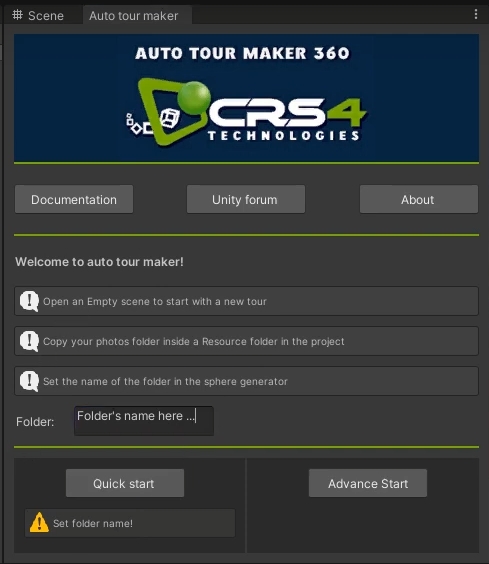 Scene
Auto tour maker
AUTO TOUR MAKER 360
CRS4
TECHNOLOGIES
Documentation
Unity forum
About
Welcome to auto tour maker!
Open an Empty scene to start with a new tour
Copy your photos folder inside a Resource folder in the project
Set the name of the folder in the sphere generator
Folder:
Folder's name here ...
Quick start
Advance Start
Set folder name!